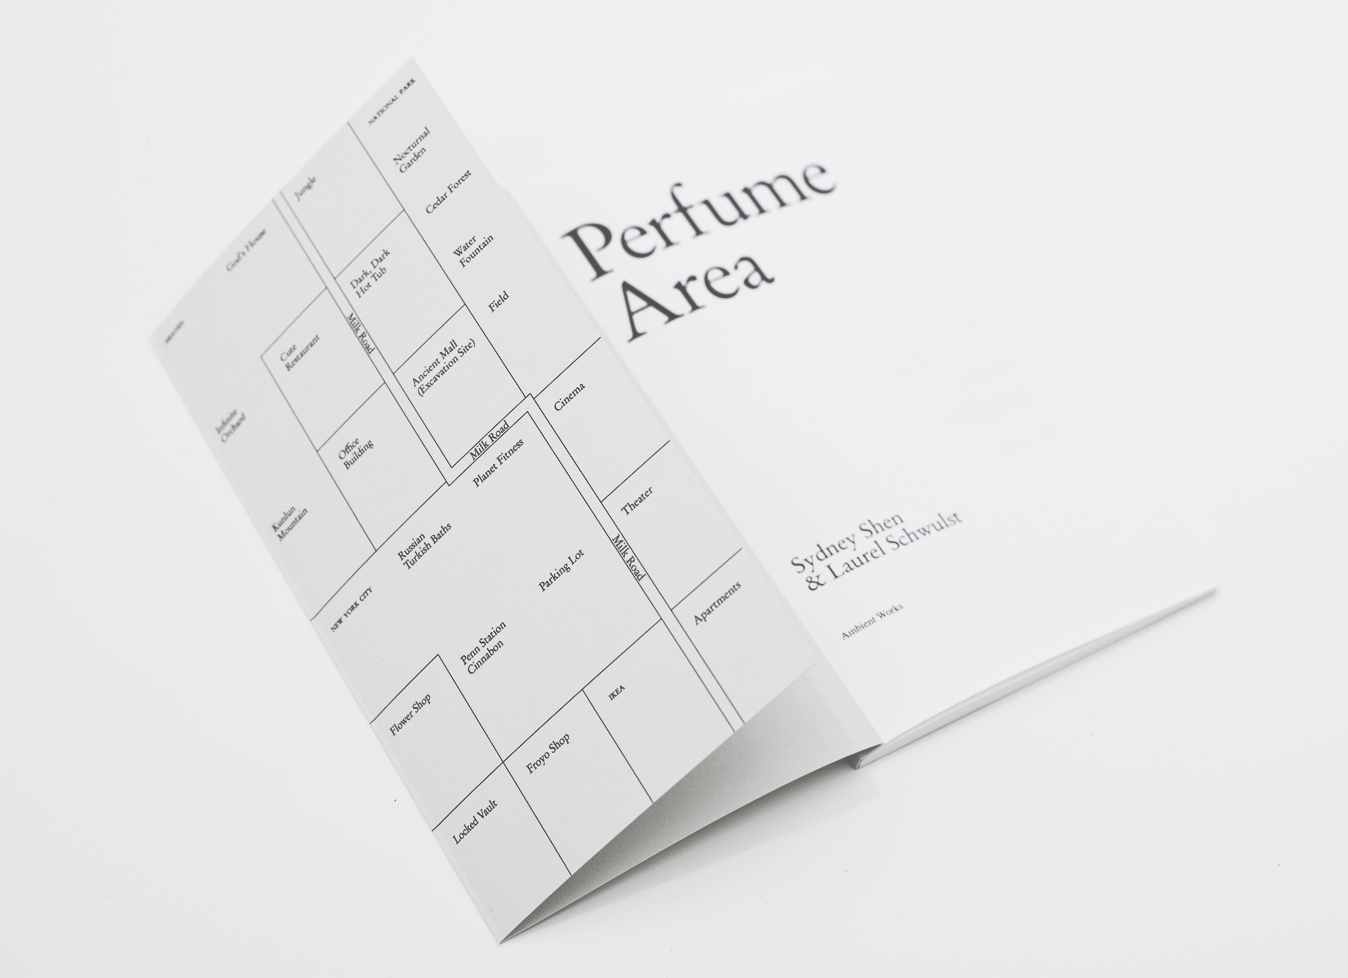 NATIONAL PARK
Nocturnal
Garden
Cedar Forest
Water
Fountain
Field
Jungle
Dark, Dark
Hot Tub
Ancient Mall
(Excavation Site)
God's House
Milk Road
Cute
Restaurant
Office
Building
Infinite
Orchard
Kunlun
Mountain
Milk Road
Planet Fitness
Cinema
Theater
Milk Road
Apartments
NEW YORK CITY
Russian
Turkish Baths
Parking Lot
Penn Station
Cinnabon
Flower Shop
IKEA
Froyo Shop
Locked Vault
Perfume
Area
Sydney Shen
& Laurel Schwulst
Ambient Works